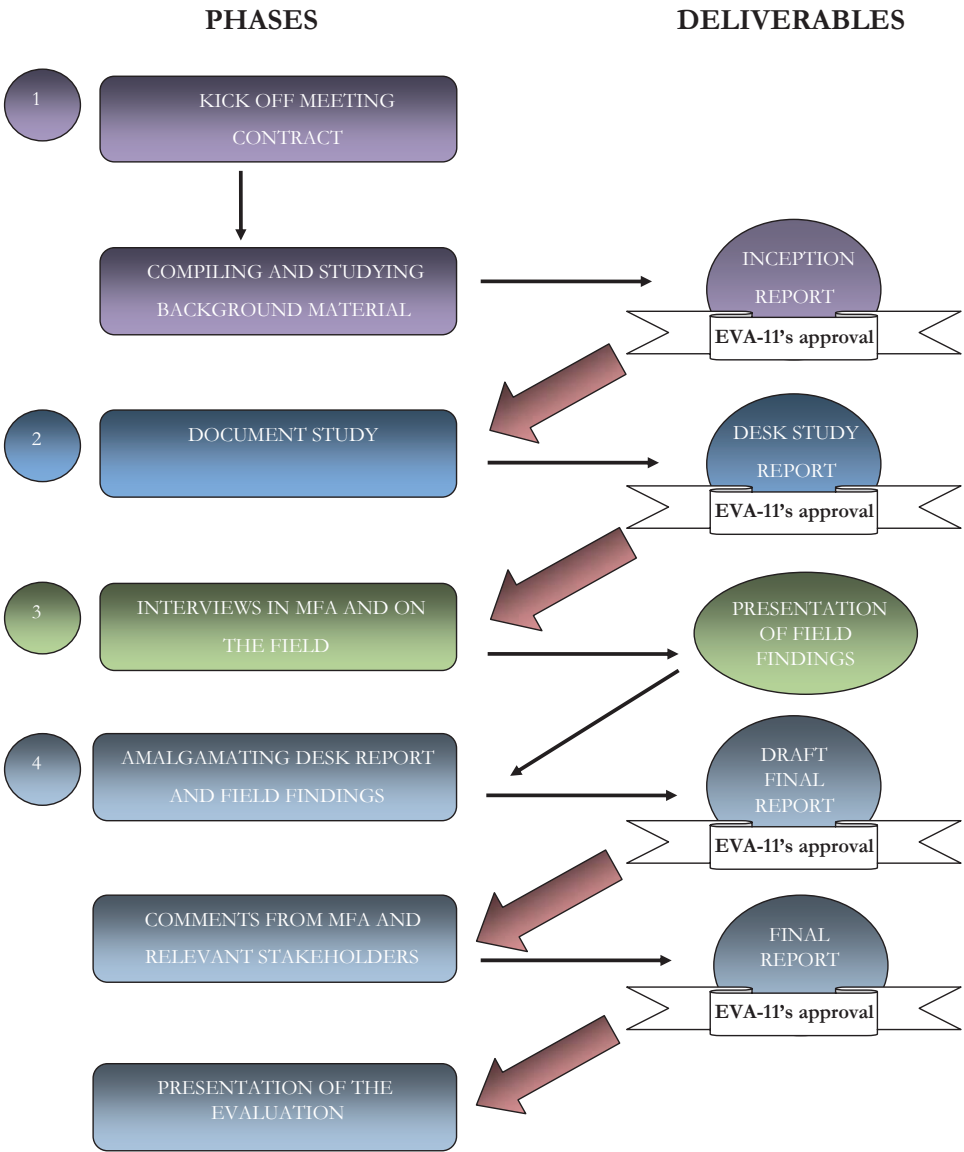 PHASES
DELIVERABLES
1
KICK OFF MEETING
CONTRACT
COMPILING AND STUDYING
BACKGROUND MATERIAL
INCEPTION
REPORT
EVA-11's approval
2
DOCUMENT STUDY
DESK STUDY
REPORT
EVA-11's approval
3
INTERVIEWS IN MFA AND ON
THE FIELD
PRESENTATION
OF FIELD
FINDINGS
4
AMALGAMATING DESK REPORT
AND FIELD FINDINGS
DRAFT
FINAL
REPORT
EVA-11's approval
COMMENTS FROM MFA AND
RELEVANT STAKEHOLDERS
FINAL
REPORT
EVA-11's approval
PRESENTATION OF THE
EVALUATION